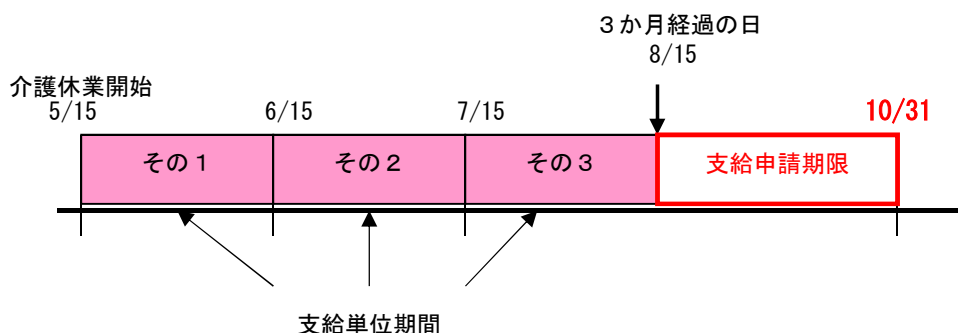 ３か月経過の日
8/15
介護休業開始
5/15
6/15
7/15
10/31
その１
その２
その３
支給申請期限
支給単位期間